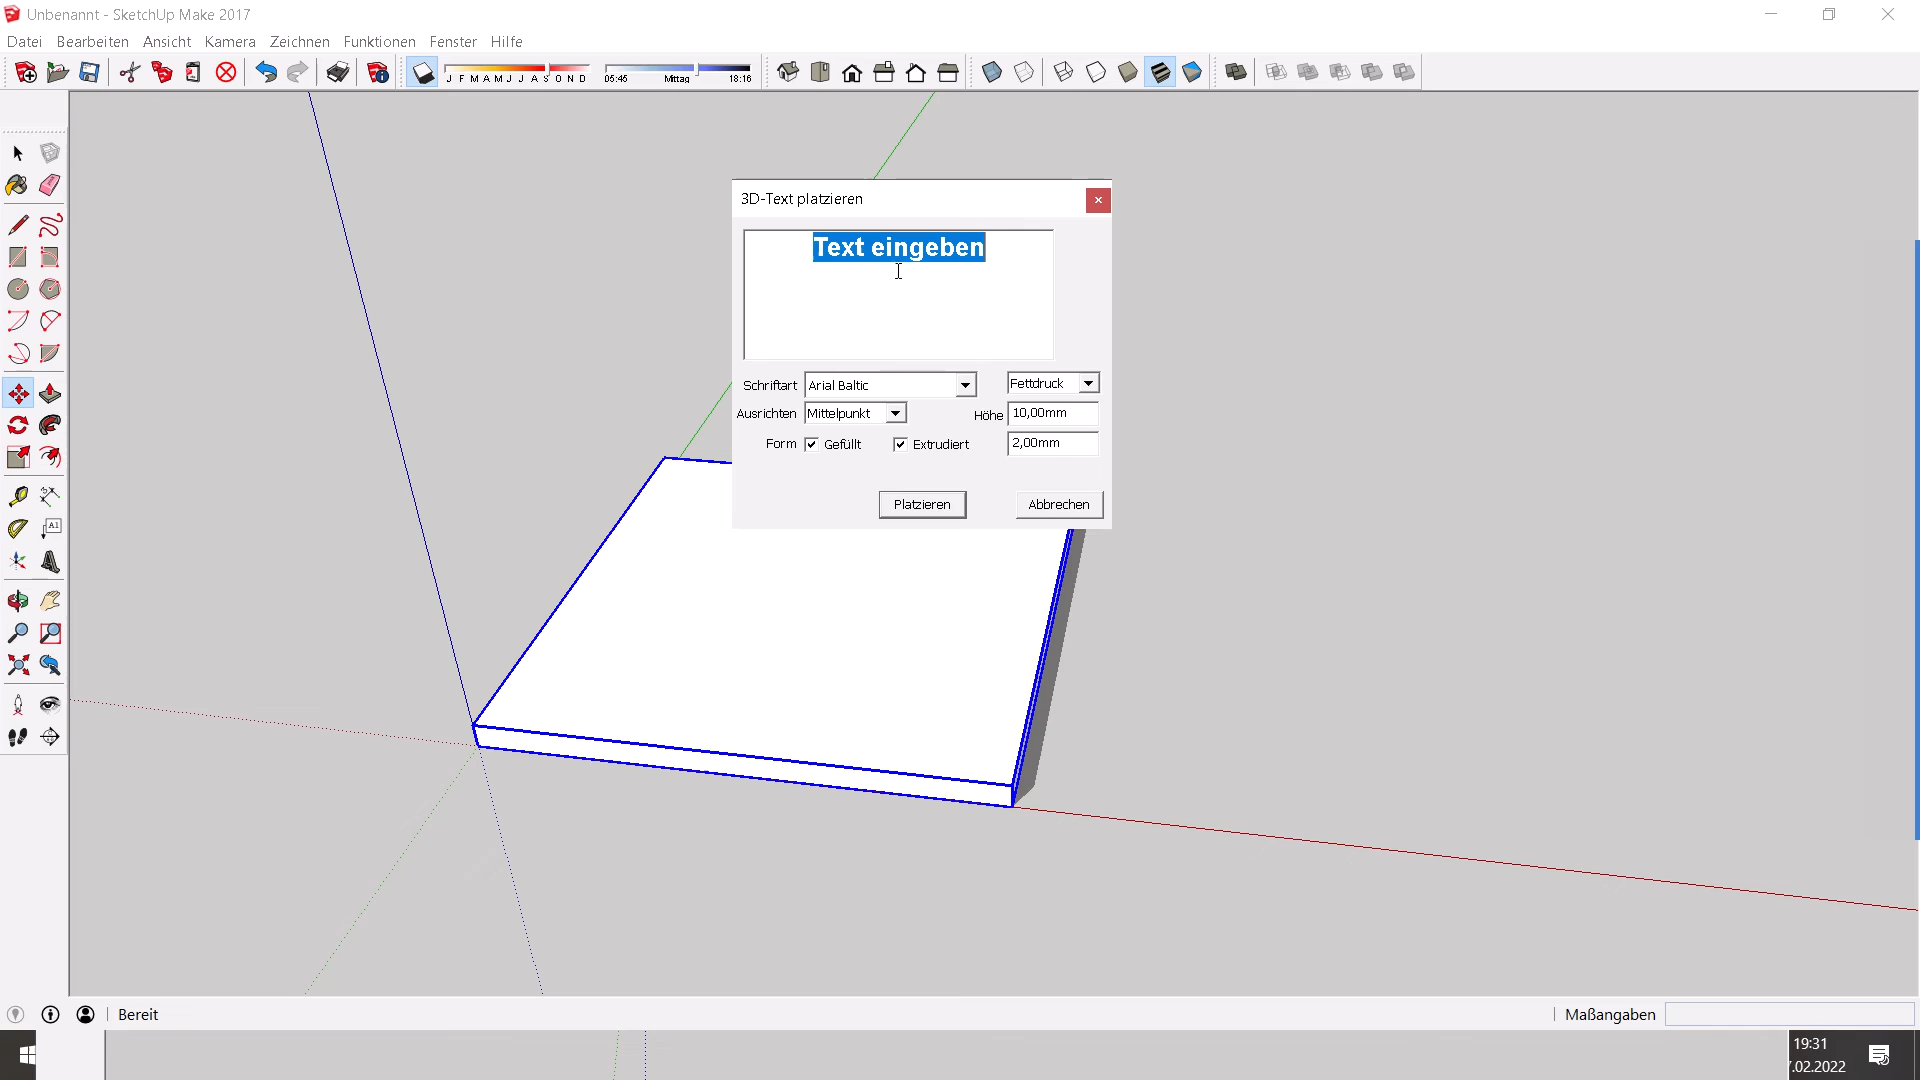 Unbenannt - SketchUp Make 2017
Datei Bearbeiten Ansicht Kamera Zeichnen Funktionen Fenster Hilfe
J F M A M J J A S O N D 05:45 Mittag 18:16
3D-Text platzieren
Text eingeben
Schriftart Arial Baltic Fettdruck
Ausrichten Mittelpunkt Höhe 10,00mm
Form Gefüllt Extrudiert 2,00mm
Platzieren Abbrechen
A1
Bereit Maßangaben
19:31
.02.2022